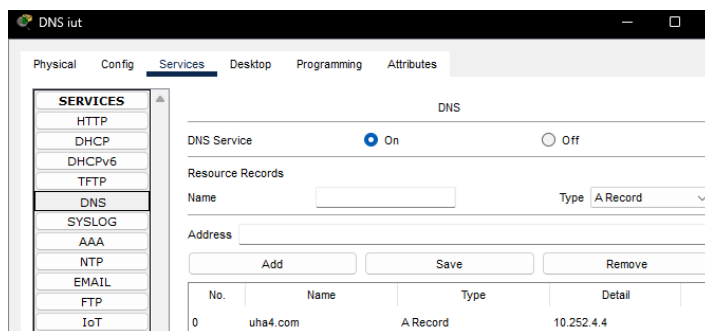 DNS iut
Physical Config Services Desktop Programming Attributes
SERVICES
HTTP
DHCP
DHCPv6
TFTP
DNS
SYSLOG
AAA
NTP
EMAIL
FTP
IoT
DNS
DNS Service On Off
Resource Records
Name Type A Record
Address
Add Save Remove
No. Name Type Detail
0 uha4.com A Record 10.252.4.4